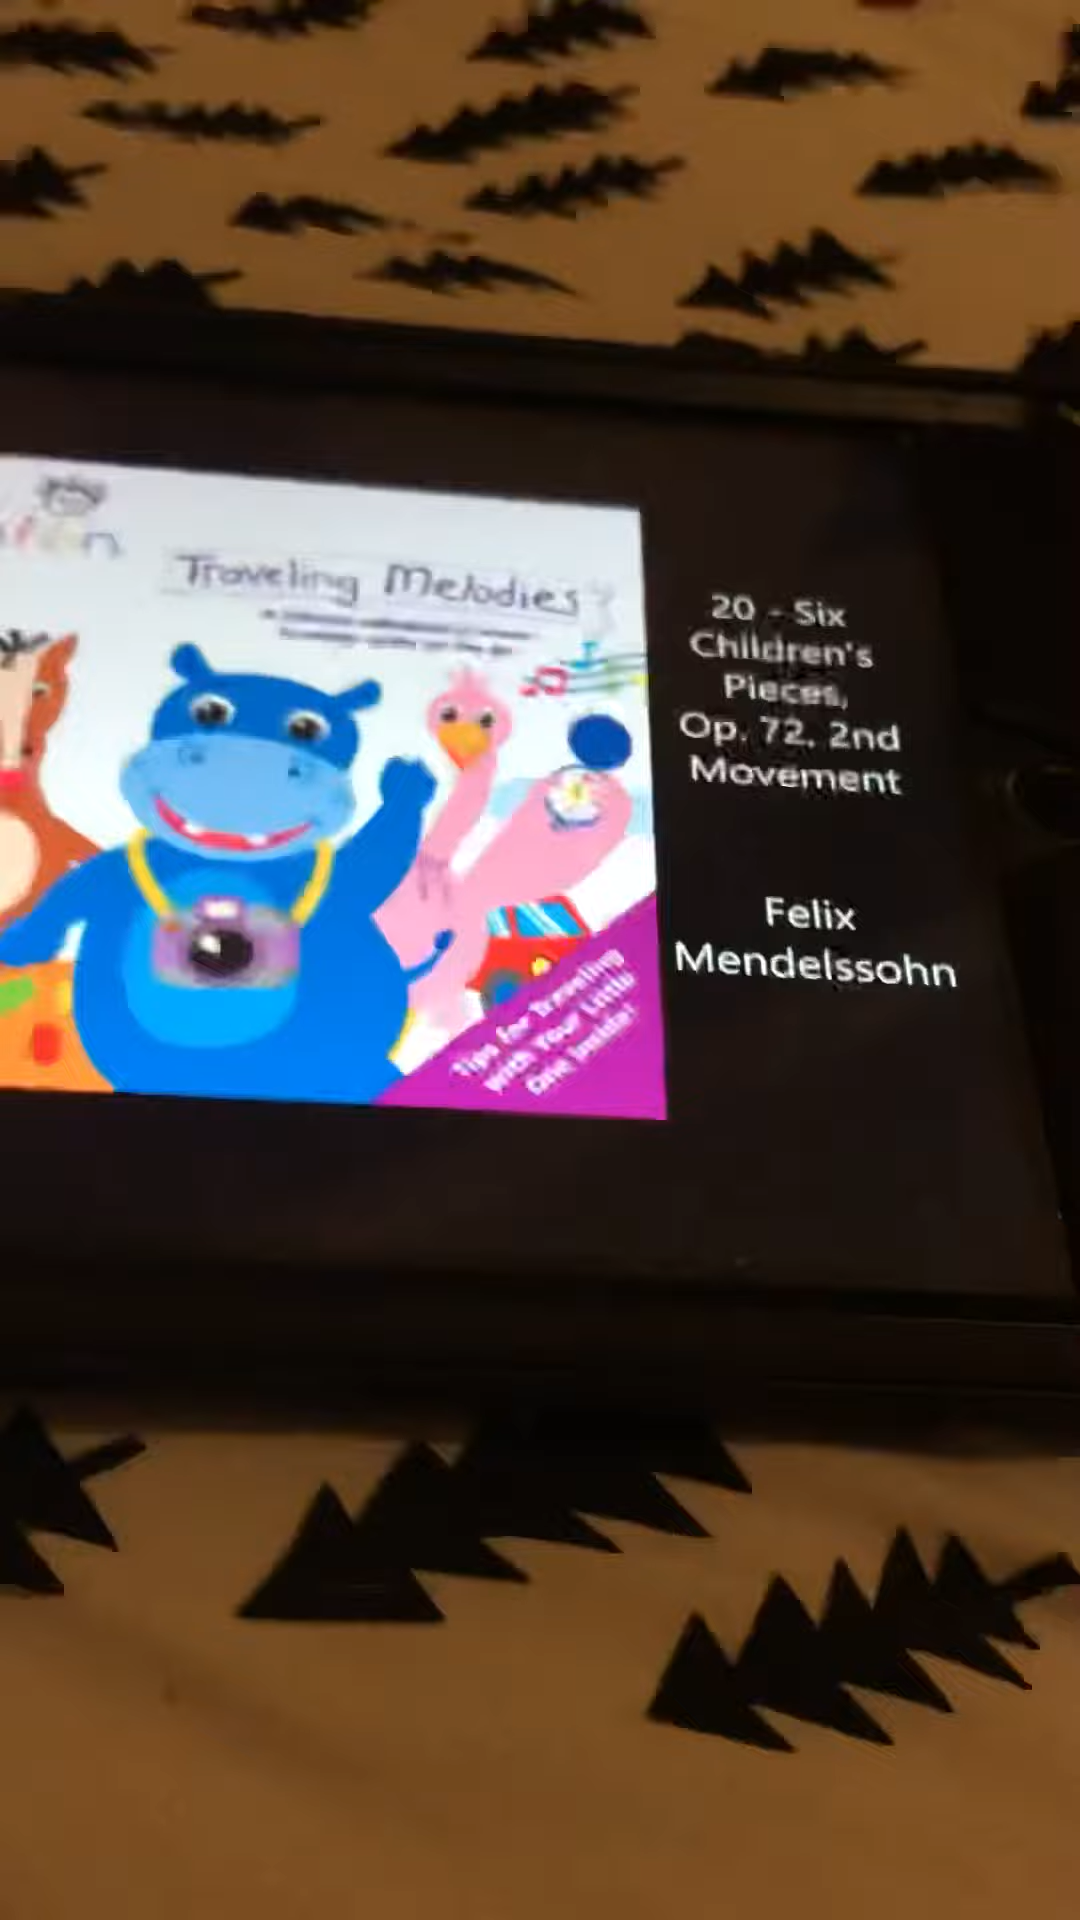 Traveling Melodies
20 - Six
Children's
Pieces,
Op. 72, 2nd
Movement
Felix
Mendelssohn
Tips for Traveling
with Your Little
One Inside!